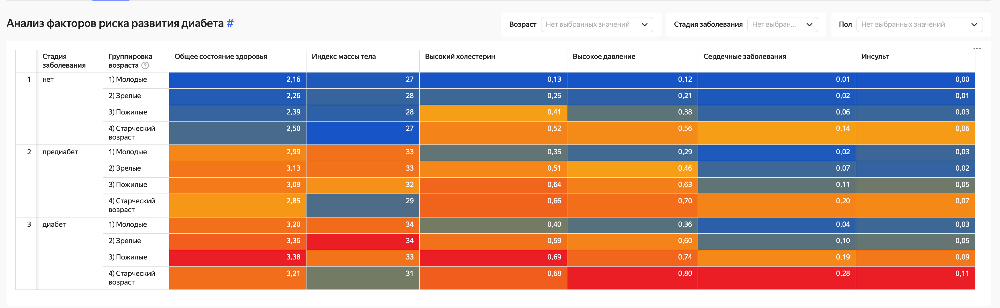 Анализ факторов риска развития диабета #
Возраст Нет выбранных значений
Стадия заболевания Нет выбран...
Пол Нет выбранных значений
Стадия заболевания Группировка возраста ? Общее состояние здоровья Индекс массы тела Высокий холестерин Высокое давление Сердечные заболевания Инсульт
1 нет 1) Молодые 2,16 27 0,13 0,12 0,01 0,00
2) Зрелые 2,26 28 0,25 0,21 0,02 0,01
3) Пожилые 2,39 28 0,41 0,38 0,06 0,03
4) Старческий возраст 2,50 27 0,52 0,56 0,14 0,06
2 предиабет 1) Молодые 2,99 33 0,35 0,29 0,02 0,03
2) Зрелые 3,13 33 0,51 0,46 0,07 0,02
3) Пожилые 3,09 32 0,64 0,63 0,11 0,05
4) Старческий возраст 2,85 29 0,66 0,70 0,20 0,07
3 диабет 1) Молодые 3,20 34 0,40 0,36 0,04 0,03
2) Зрелые 3,36 34 0,59 0,60 0,10 0,05
3) Пожилые 3,38 33 0,69 0,74 0,19 0,09
4) Старческий возраст 3,21 31 0,68 0,80 0,28 0,11